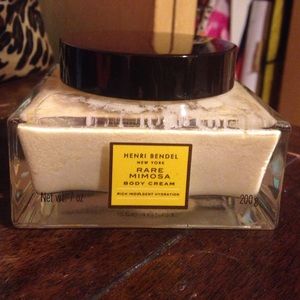 HENRI BENDEL
NEW YORK
RARE
MIMOSA
BODY CREAM
RICH INDULGENT HYDRATION
Net wt. 7 oz 200 g